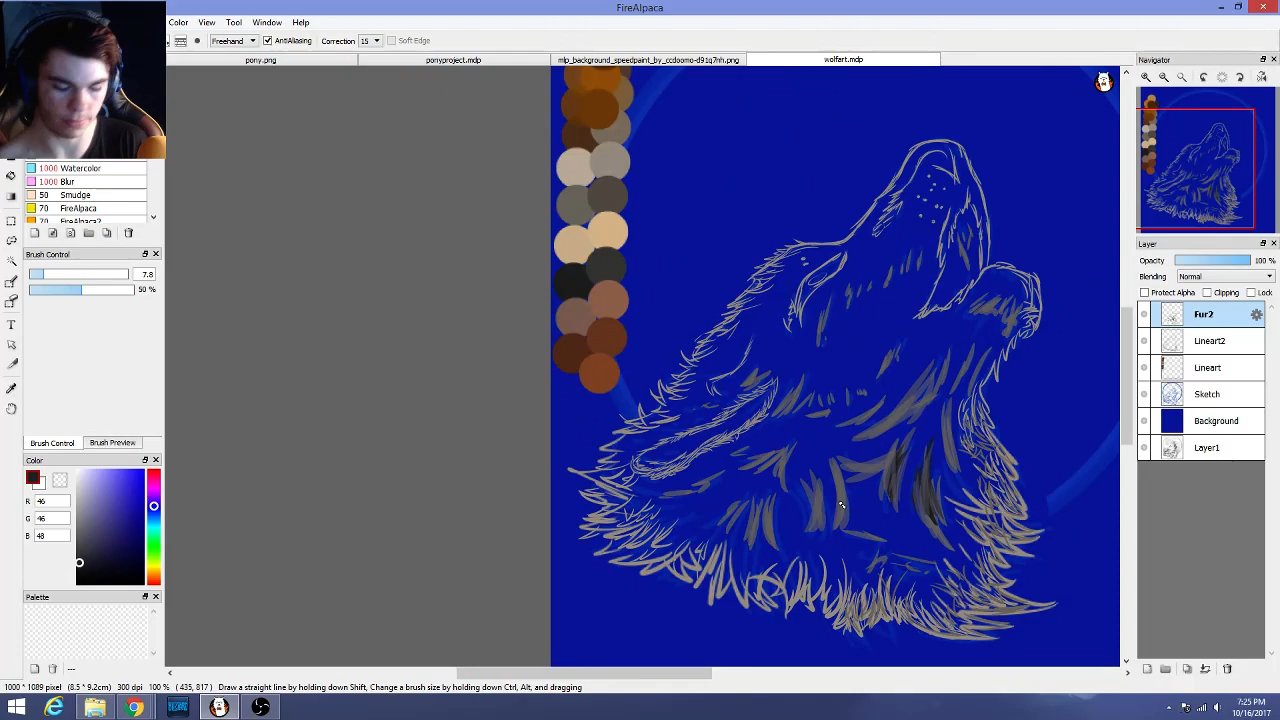 FireAlpaca
Color View Tool Window Help
Freehand AntiAliasing Correction 15 Soft Edge
pony.png ponyproject.mdp mlp_background_speedpaint_by_ccdoomo-d91q7nh.png wolfart.mdp
Navigator
1000 Watercolor
1000 Blur
50 Smudge
70 FireAlpaca
70 FireAlpaca2
Brush Control
7.8
50 %
Brush Control Brush Preview
Color
R 46
G 46
B 48
Palette
---
Layer
Opacity 100 %
Blending Normal
Protect Alpha Clipping Lock
Fur2
Lineart2
Lineart
Sketch
Background
Layer1
1000 * 1089 pixel (8.5 * 9.2cm) 300 dpi 100 % ( 435, 817 ) Draw a straight line by holding down Shift, Change a brush size by holding down Ctrl, Alt, and dragging
7:25 PM
10/16/2017